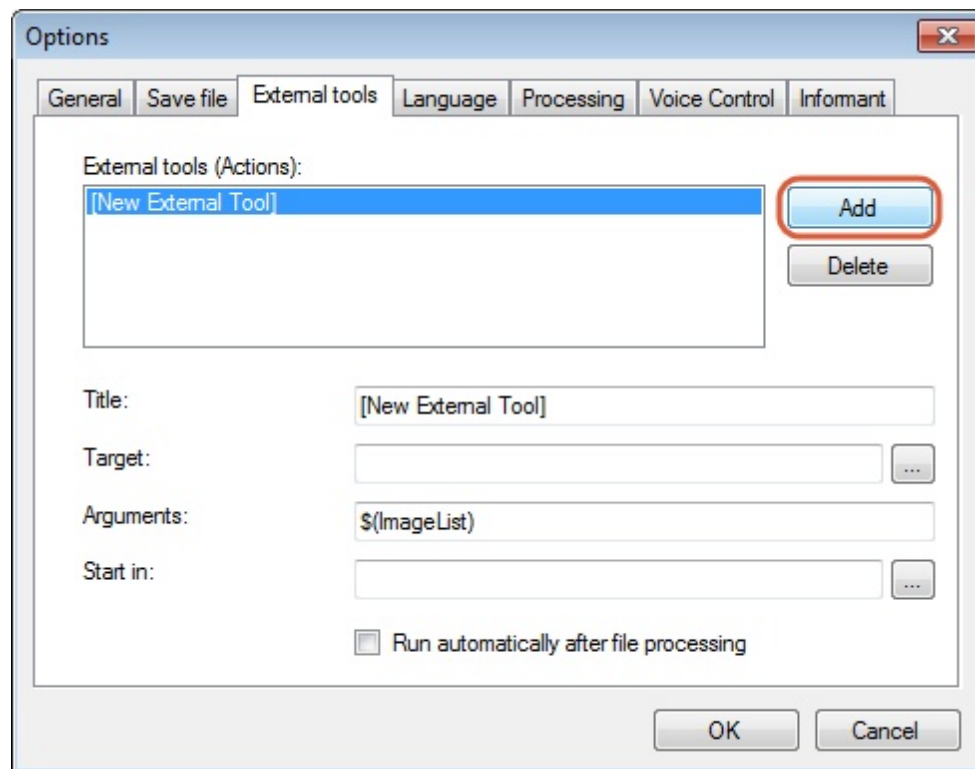 Options
General Save file External tools Language Processing Voice Control Informant
External tools (Actions):
[New External Tool]
Add
Delete
Title: [New External Tool]
Target: ...
Arguments: $(ImageList)
Start in: ...
Run automatically after file processing
OK Cancel